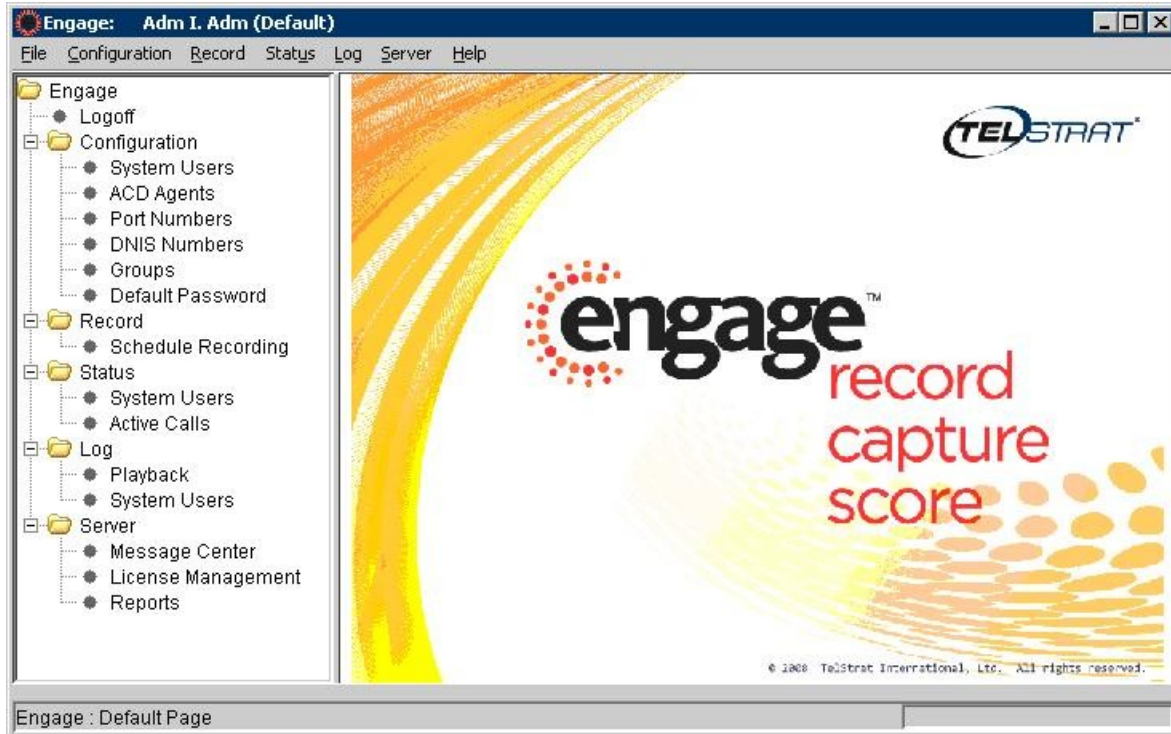 Engage: Adm I. Adm (Default)
File Configuration Record Status Log Server Help
Engage
Logoff
Configuration
System Users
ACD Agents
Port Numbers
DNIS Numbers
Groups
Default Password
Record
Schedule Recording
Status
System Users
Active Calls
Log
Playback
System Users
Server
Message Center
License Management
Reports
TELSTRAT
engage™
record
capture
score
© 2008 TelStrat International, Ltd. All rights reserved.
Engage : Default Page